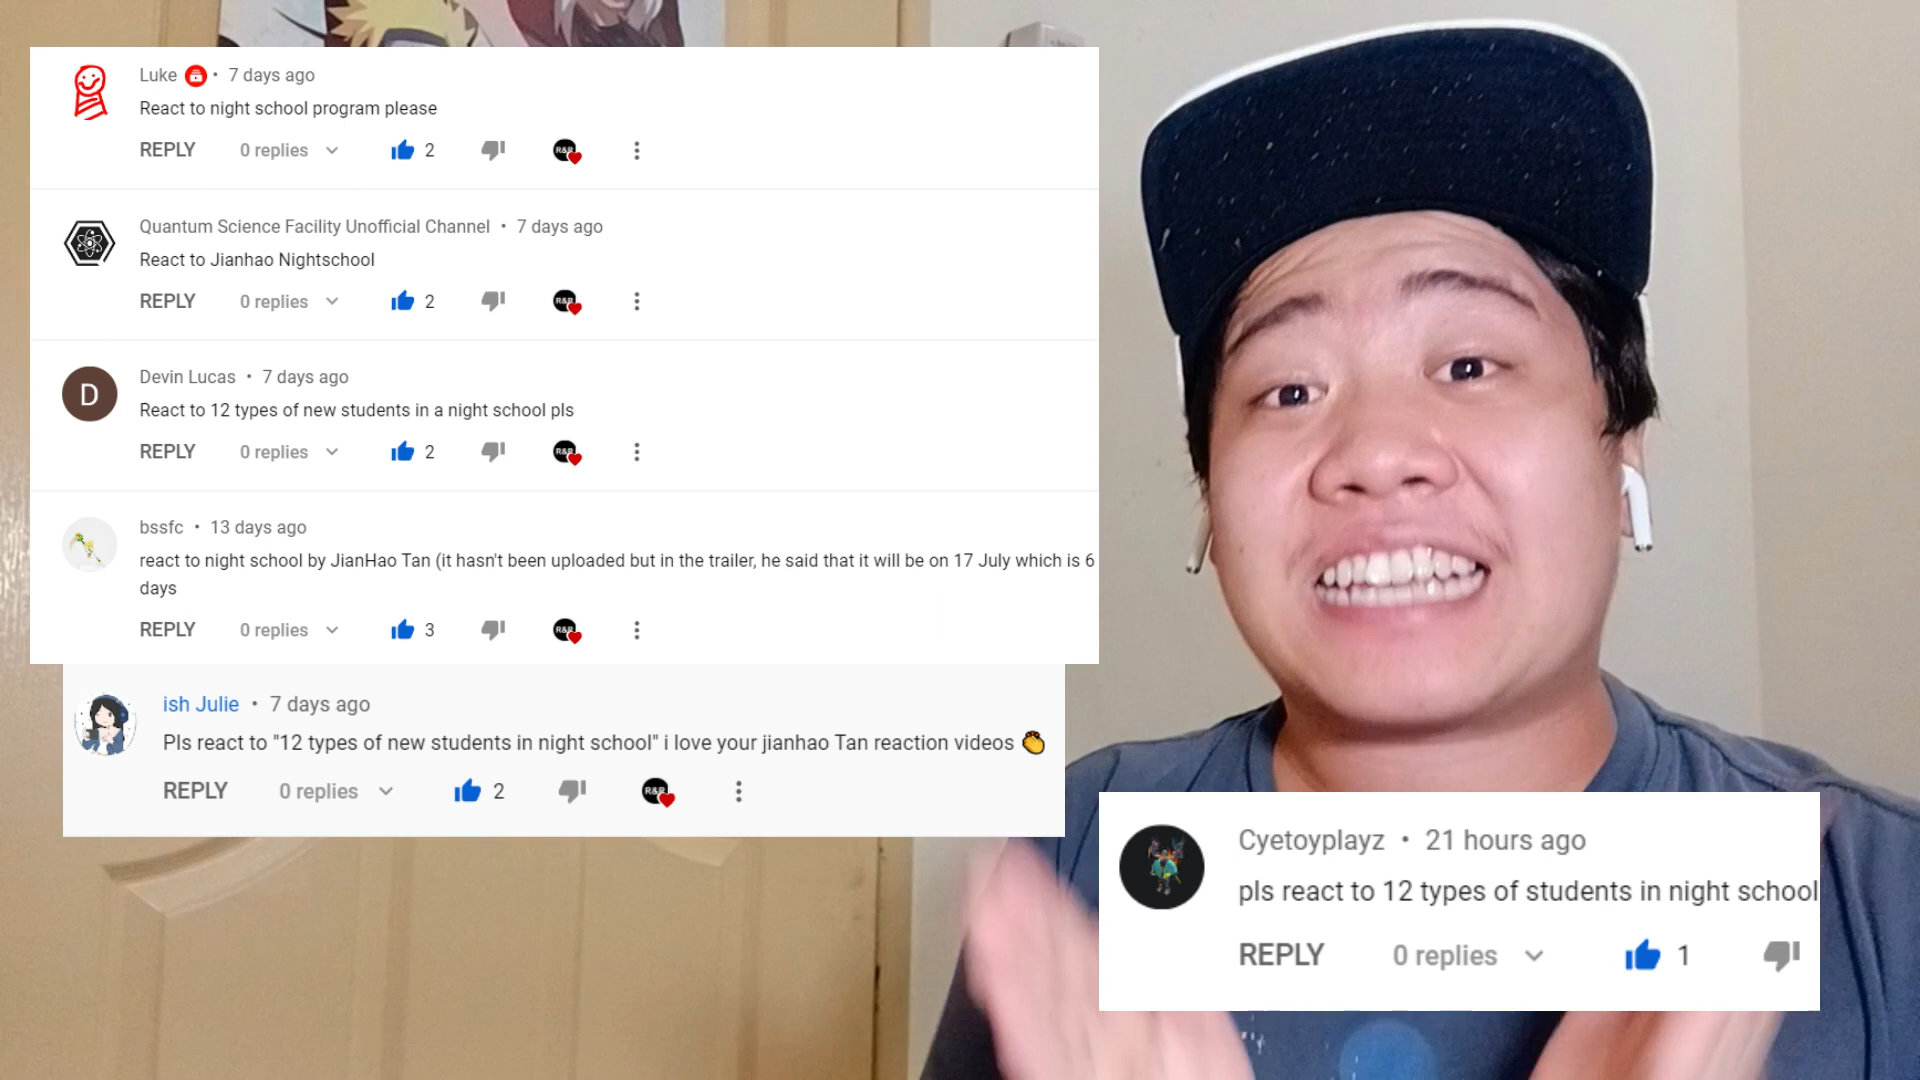 Luke • 7 days ago
React to night school program please
REPLY 0 replies 2 R&R
Quantum Science Facility Unofficial Channel • 7 days ago
React to Jianhao Nightschool
REPLY 0 replies 2 R&R
D Devin Lucas • 7 days ago
React to 12 types of new students in a night school pls
REPLY 0 replies 2 R&R
bssfc • 13 days ago
react to night school by JianHao Tan (it hasn't been uploaded but in the trailer, he said that it will be on 17 July which is 6
days
REPLY 0 replies 3 R&R
ish Julie • 7 days ago
Pls react to "12 types of new students in night school" i love your jianhao Tan reaction videos
REPLY 0 replies 2 R&R
Cyetoyplayz • 21 hours ago
pls react to 12 types of students in night school
REPLY 0 replies 1